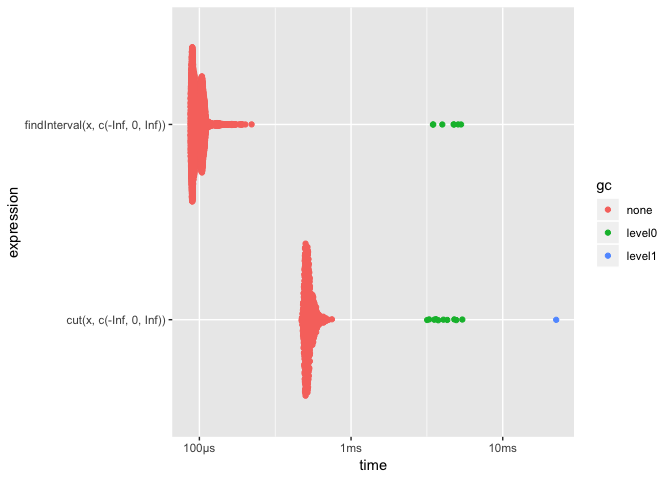 expression
findInterval(x, c(-Inf, 0, Inf))
cut(x, c(-Inf, 0, Inf))
100µs
1ms
10ms
time
gc
none
level0
level1